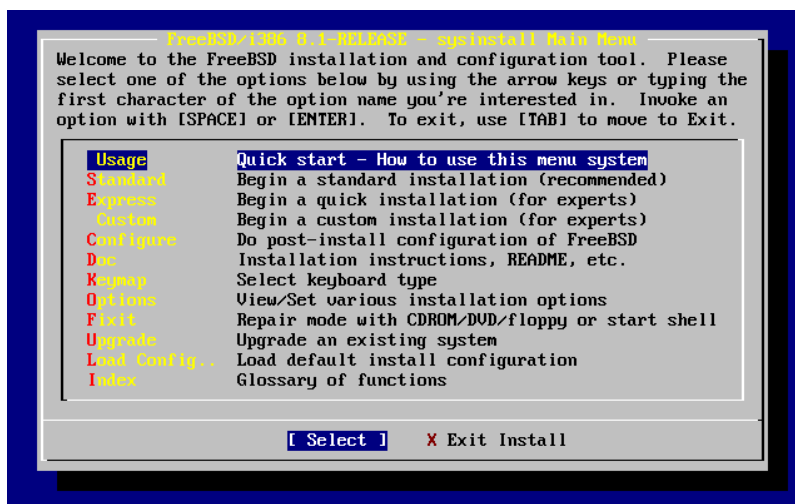 FreeBSD/i386 8.1-RELEASE - sysinstall Main Menu
Welcome to the FreeBSD installation and configuration tool. Please
select one of the options below by using the arrow keys or typing the
first character of the option name you're interested in. Invoke an
option with [SPACE] or [ENTER]. To exit, use [TAB] to move to Exit.
Usage Quick start - How to use this menu system
Standard Begin a standard installation (recommended)
Express Begin a quick installation (for experts)
Custom Begin a custom installation (for experts)
Configure Do post-install configuration of FreeBSD
Doc Installation instructions, README, etc.
Keymap Select keyboard type
Options View/Set various installation options
Fixit Repair mode with CDROM/DVD/floppy or start shell
Upgrade Upgrade an existing system
Load Config.. Load default install configuration
Index Glossary of functions
[ Select ] X Exit Install